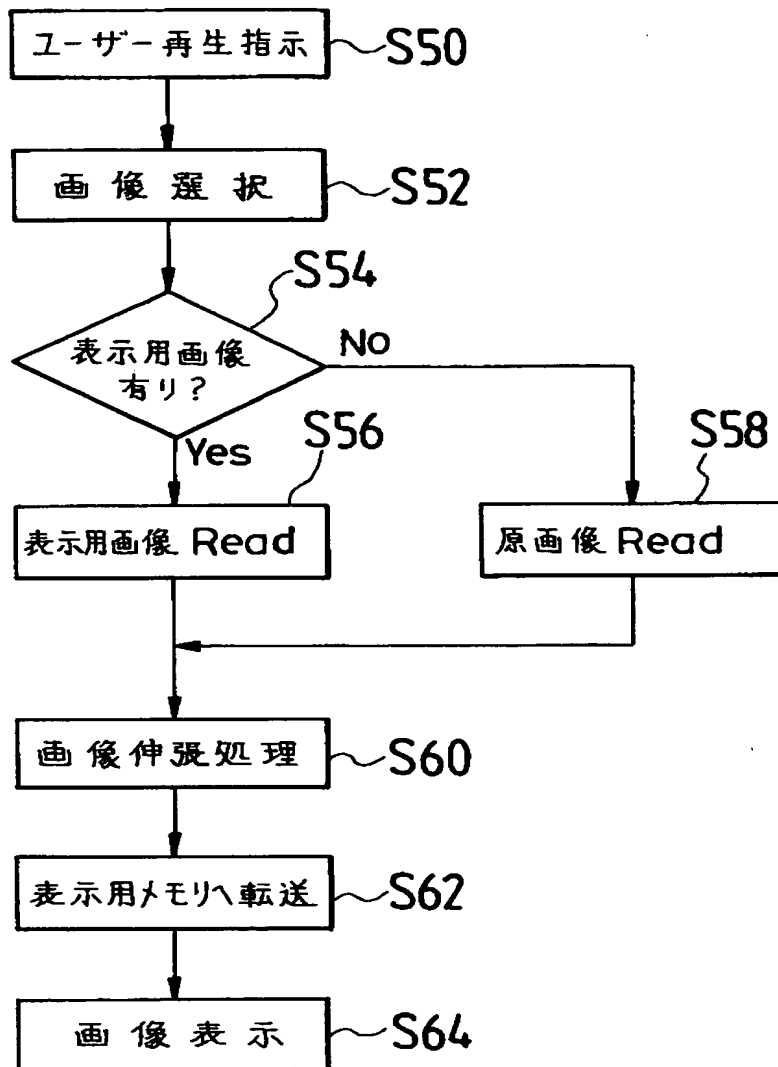 ユーザー再生指示 S50
画像選択 S52
S54
表示用画像
有り?
No
Yes
S56
S58
表示用画像 Read
原画像 Read
画像伸張処理 S60
表示用メモリへ転送 S62
画像表示 S64